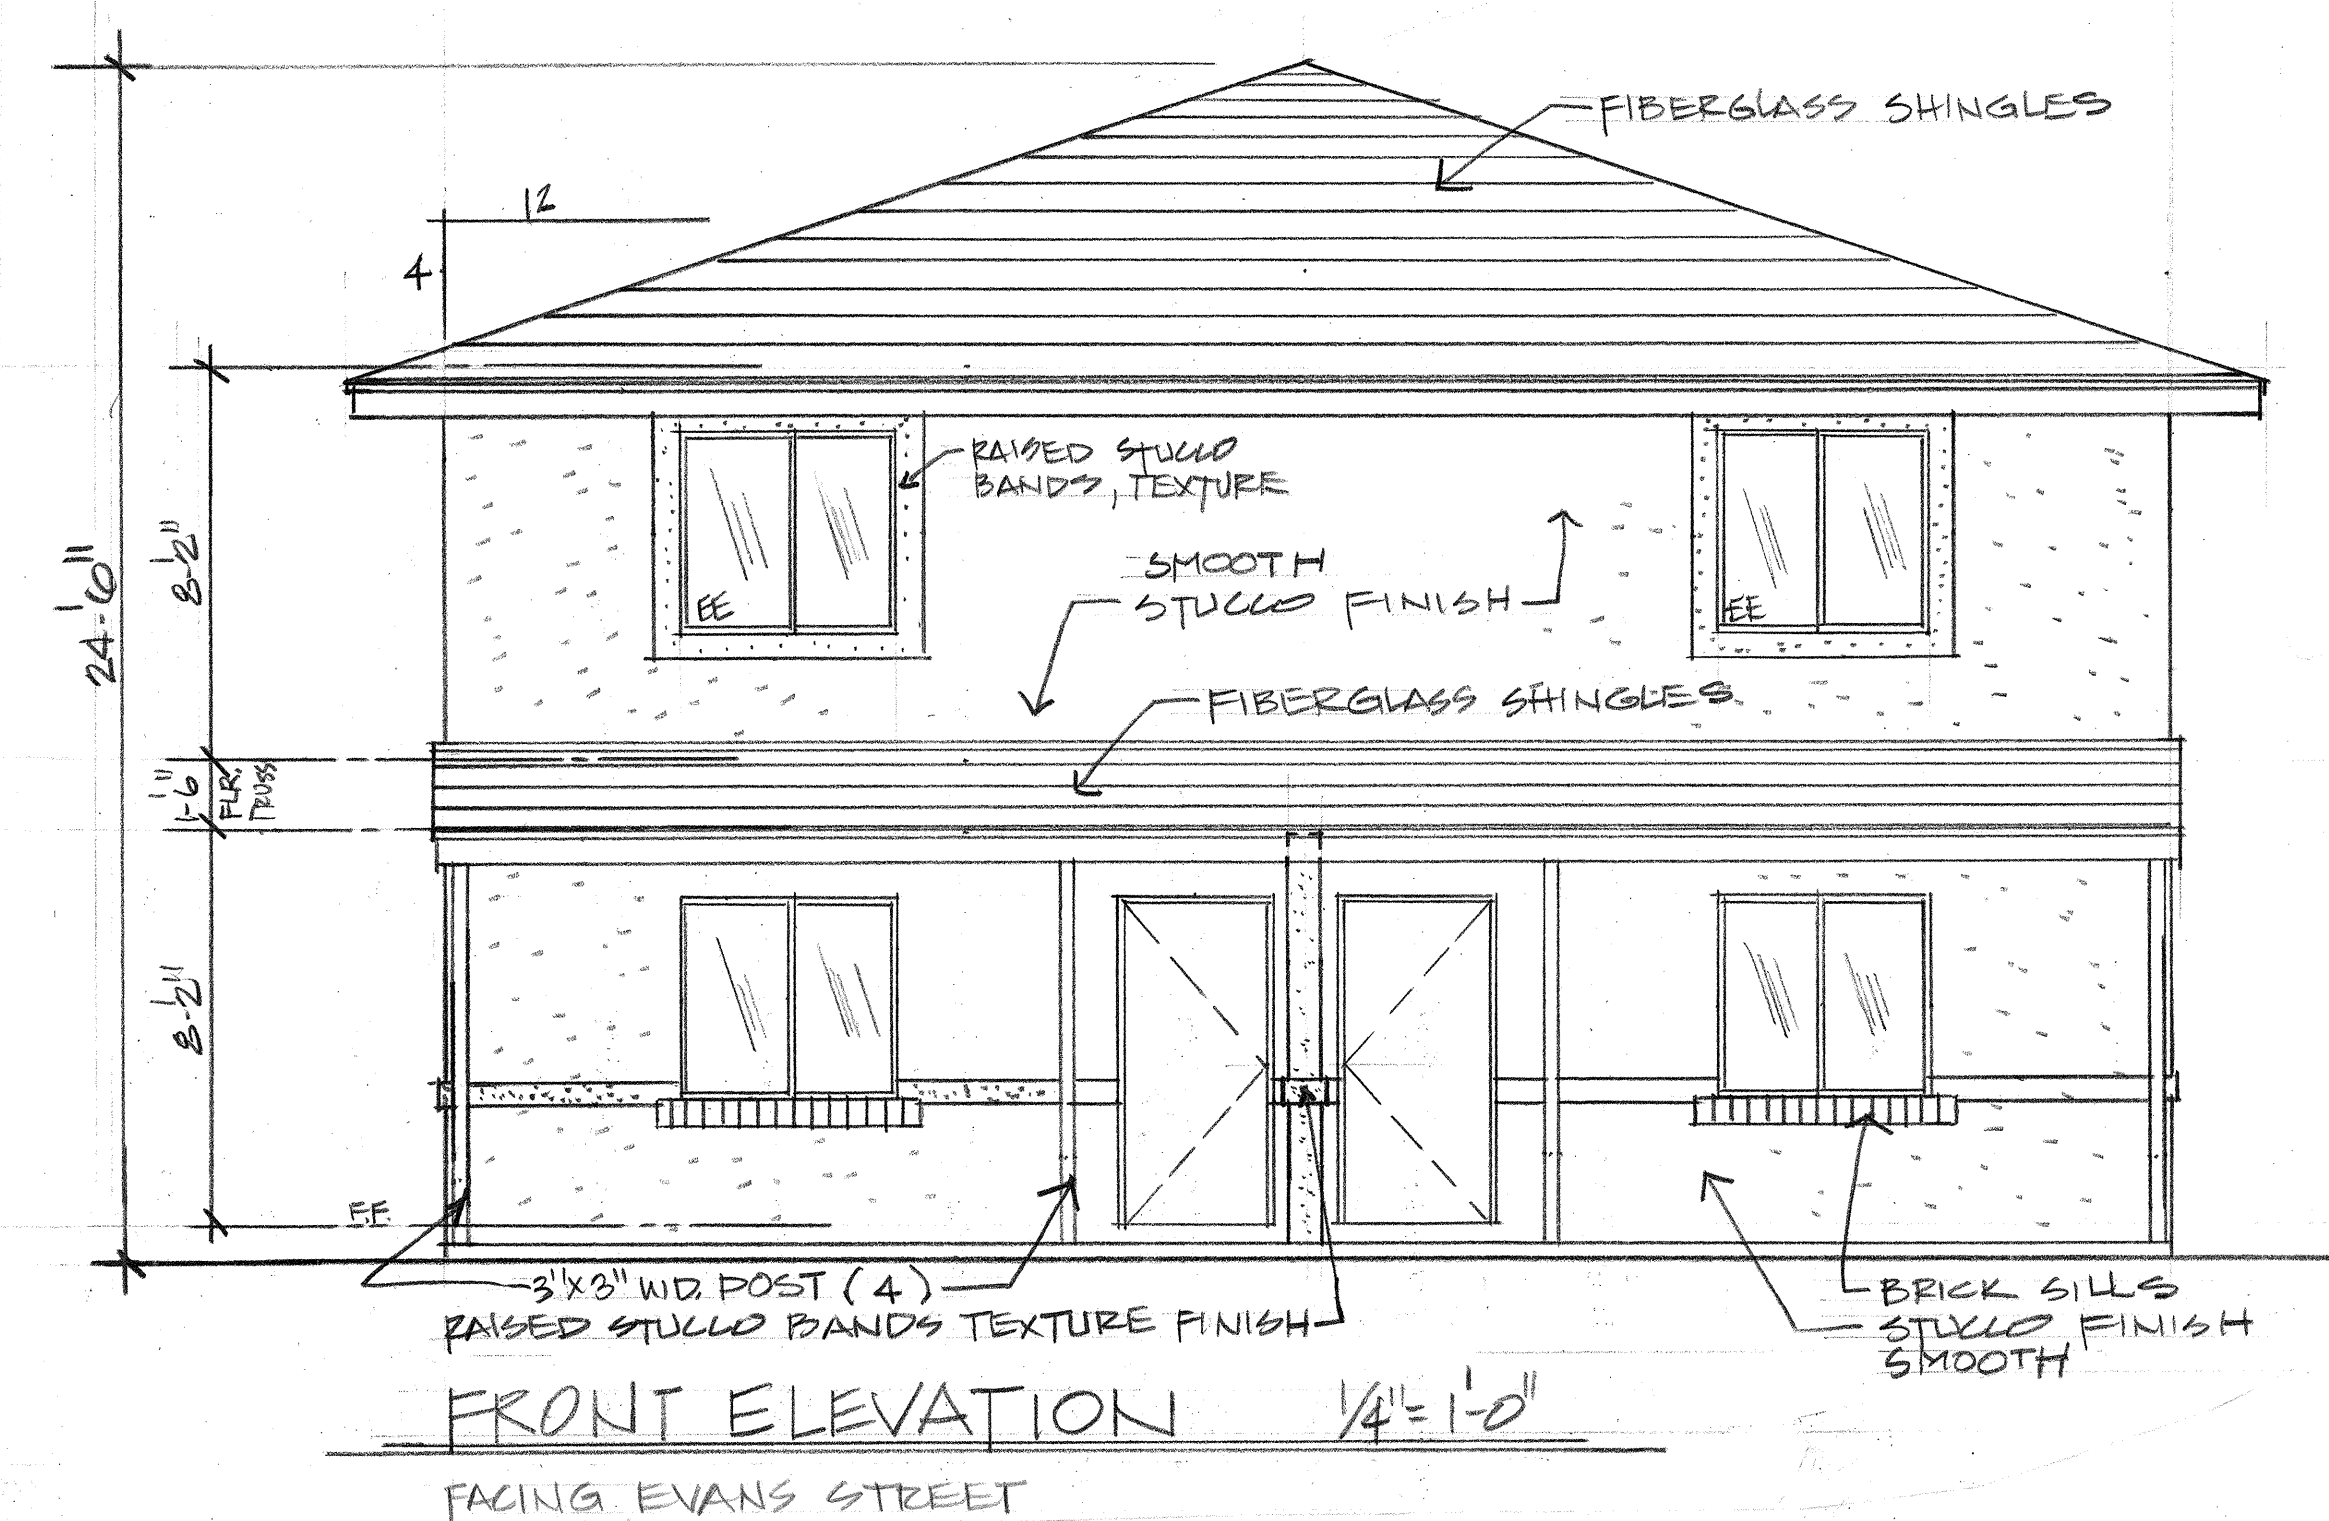 FIBERGLASS SHINGLES
12
4
RAISED STUCCO
BANDS, TEXTURE
8'-2"
24'-6"
SMOOTH
STUCCO FINISH
EE
EE
FIBERGLASS SHINGLES
1'-6"
FLR.
TRUSS
8'-2"
F.F.
3"X3" WD. POST (4)
RAISED STUCCO BANDS TEXTURE FINISH
BRICK SILLS
STUCCO FINISH
SMOOTH
FRONT ELEVATION 1/4" = 1'-0"
FACING EVANS STREET